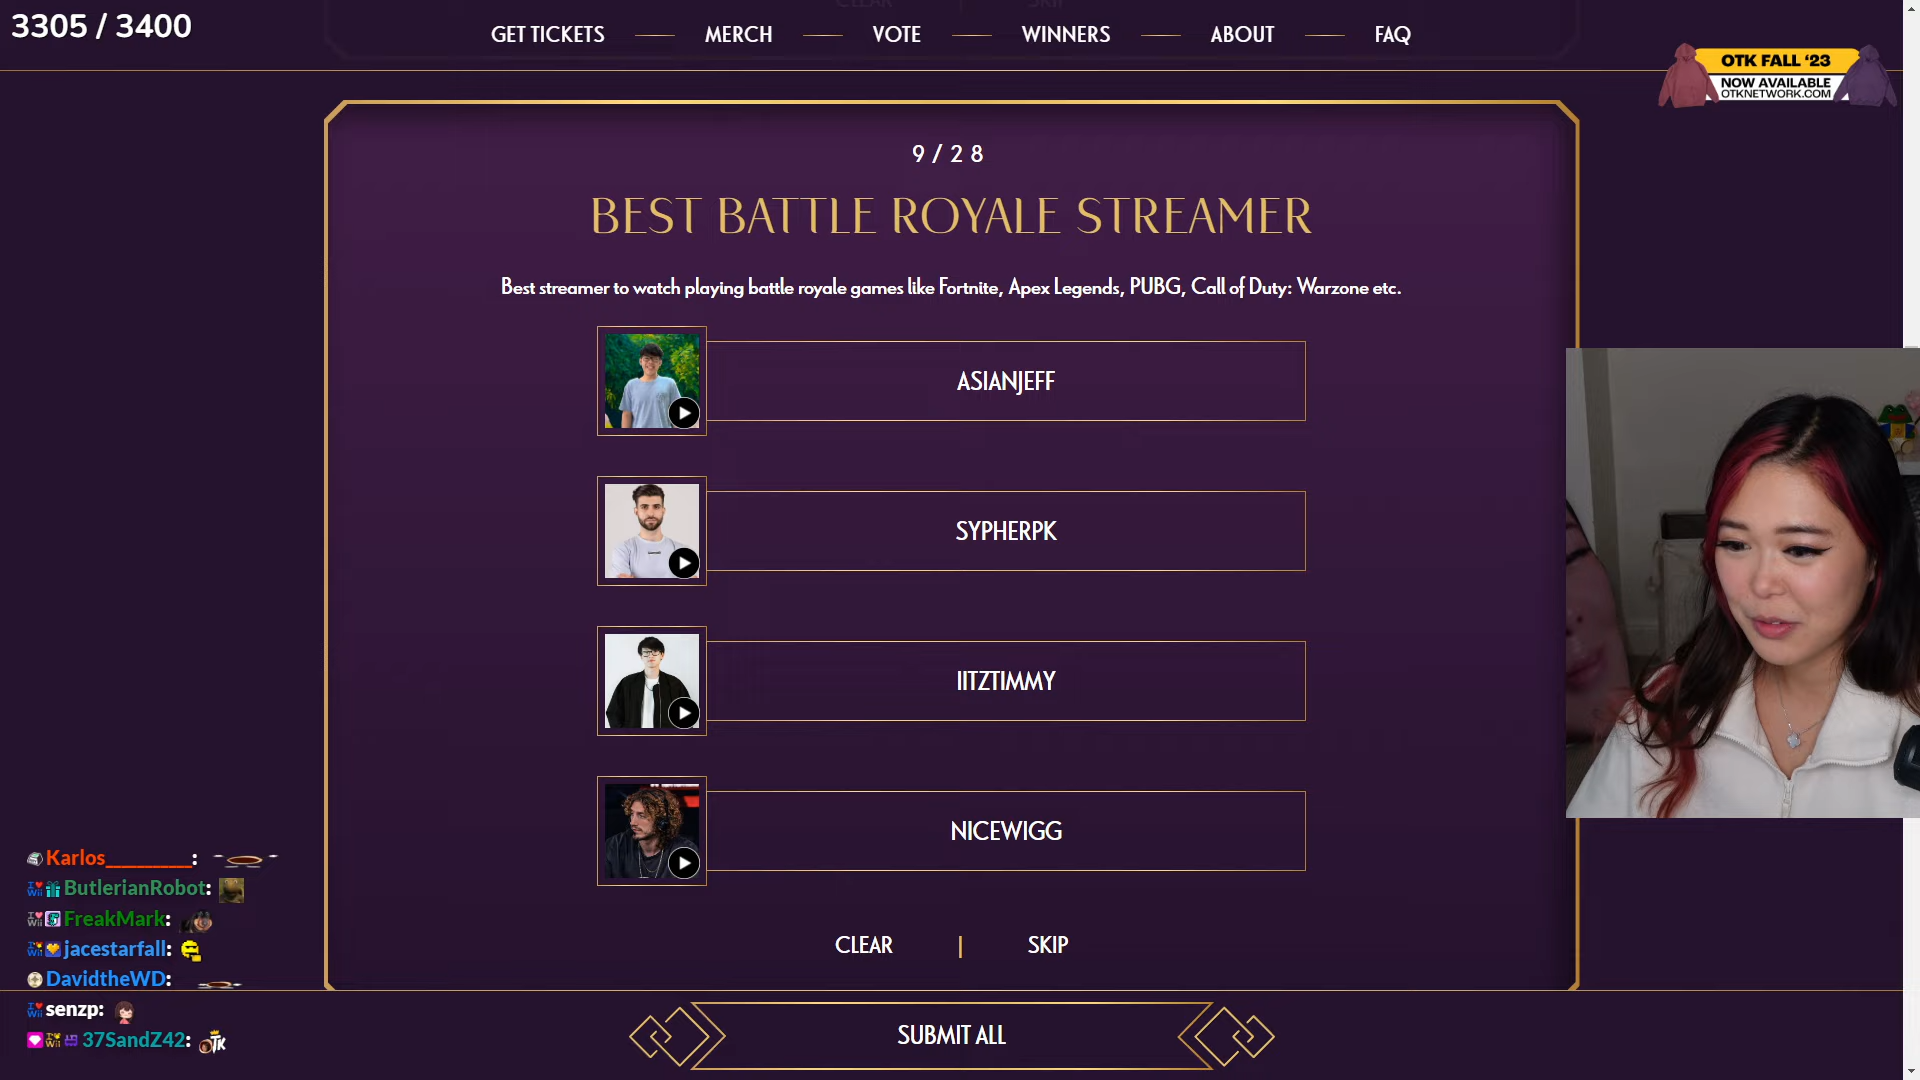 3305 / 3400
GET TICKETS
MERCH
VOTE
WINNERS
ABOUT
FAQ
OTK FALL '23
NOW AVAILABLE
OTKNETWORK.COM
9/28
BEST BATTLE ROYALE STREAMER
Best streamer to watch playing battle royale games like Fortnite, Apex Legends, PUBG, Call of Duty: Warzone etc.
ASIANJEFF
SYPHERPK
IITZTIMMY
NICEWIGG
CLEAR | SKIP
SUBMIT ALL
Karlos__________:
ButlerianRobot:
FreakMark:
jacestarfall:
DavidtheWD:
senzp:
37SandZ42: